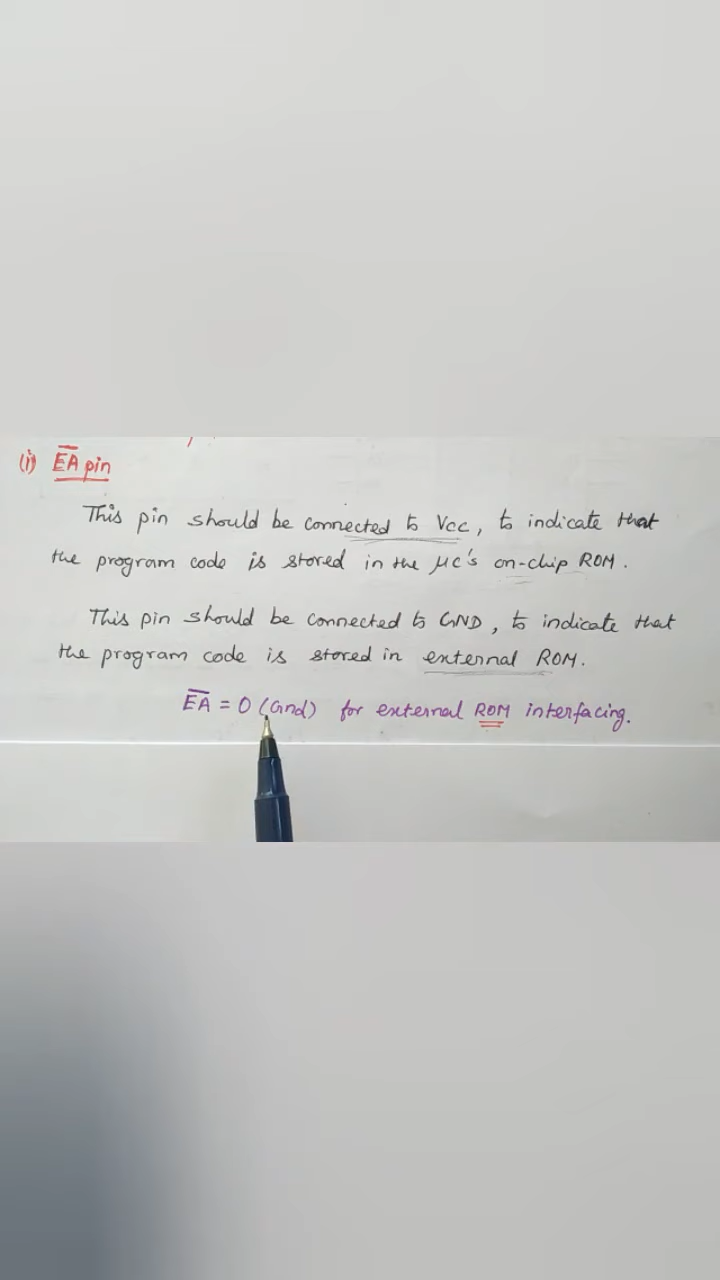 (i) E̅A̅ pin
This pin should be connected to Vcc, to indicate that
the program code is stored in the μc's on-chip ROM.
This pin should be connected to GND, to indicate that
the program code is stored in external ROM.
E̅A̅ = 0 (Gnd) for external ROM interfacing.